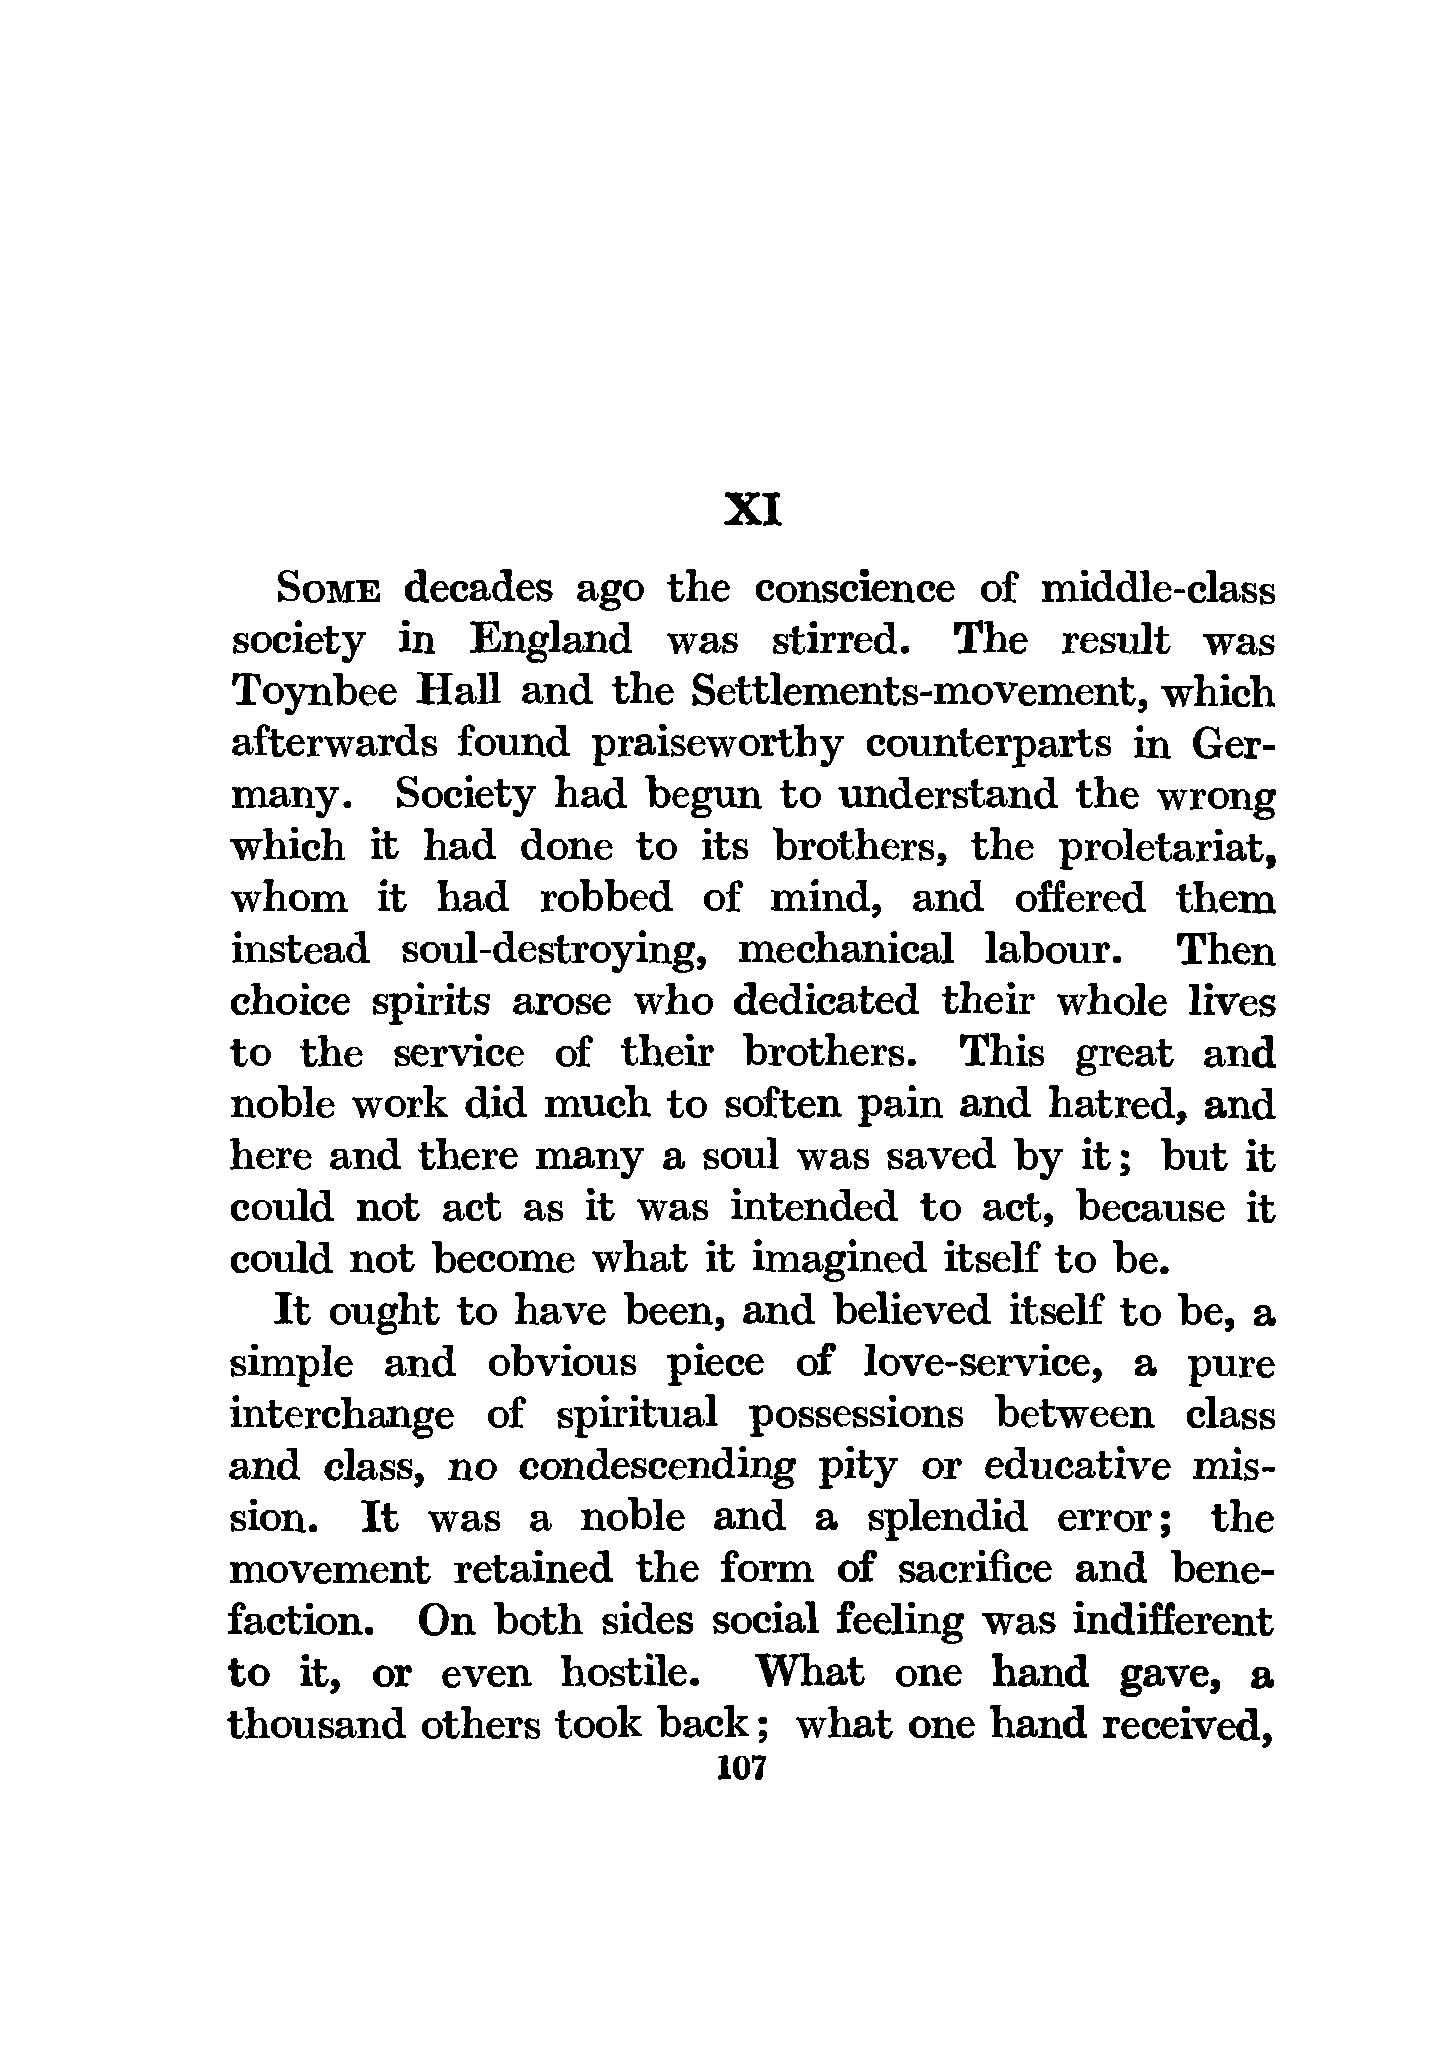 XI
Some decades ago the conscience of middle-class
society in England was stirred. The result was
Toynbee Hall and the Settlements-movement, which
afterwards found praiseworthy counterparts in Ger-
many. Society had begun to understand the wrong
which it had done to its brothers, the proletariat,
whom it had robbed of mind, and offered them
instead soul-destroying, mechanical labour. Then
choice spirits arose who dedicated their whole lives
to the service of their brothers. This great and
noble work did much to soften pain and hatred, and
here and there many a soul was saved by it; but it
could not act as it was intended to act, because it
could not become what it imagined itself to be.
It ought to have been, and believed itself to be, a
simple and obvious piece of love-service, a pure
interchange of spiritual possessions between class
and class, no condescending pity or educative mis-
sion. It was a noble and a splendid error; the
movement retained the form of sacrifice and bene-
faction. On both sides social feeling was indifferent
to it, or even hostile. What one hand gave, a
thousand others took back; what one hand received,
107